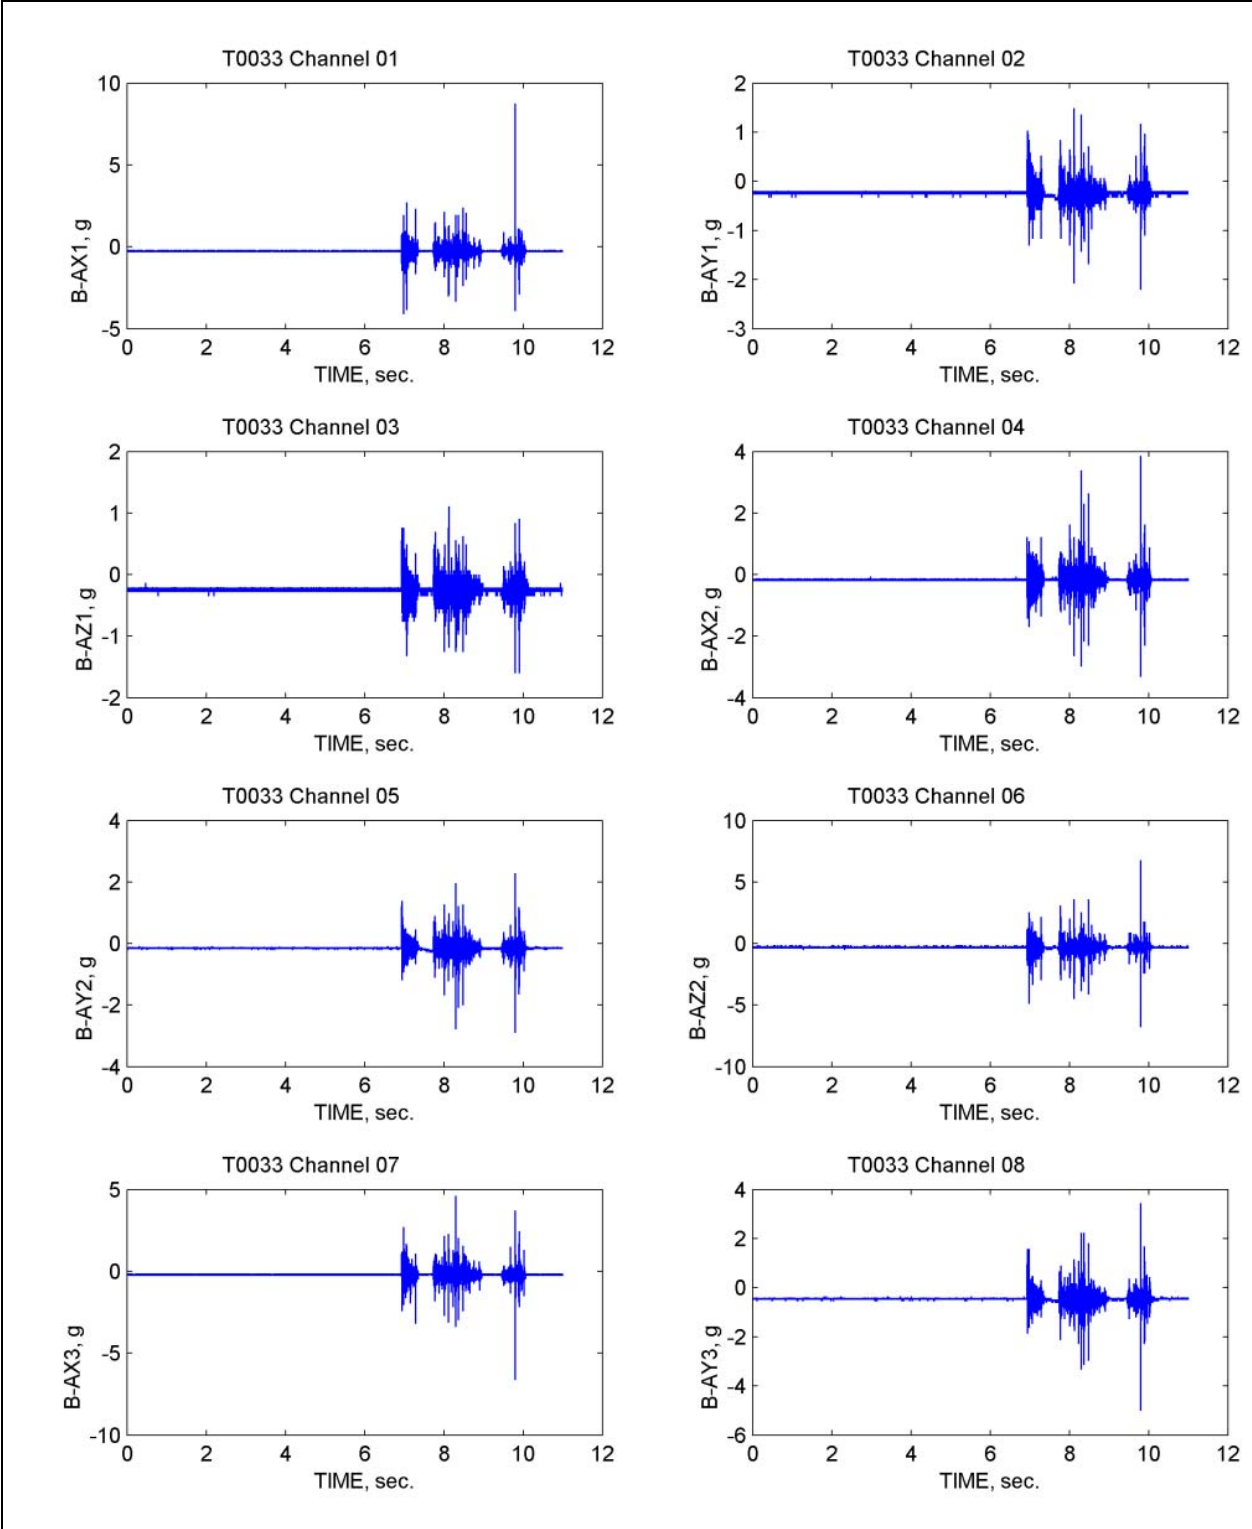 T0033 Channel 01
10
5
0
-5
B-AX1, g
0 2 4 6 8 10 12
TIME, sec.
T0033 Channel 02
2
1
0
-1
-2
-3
B-AY1, g
0 2 4 6 8 10 12
TIME, sec.
T0033 Channel 03
2
1
0
-1
-2
B-AZ1, g
0 2 4 6 8 10 12
TIME, sec.
T0033 Channel 04
4
2
0
-2
-4
B-AX2, g
0 2 4 6 8 10 12
TIME, sec.
T0033 Channel 05
4
2
0
-2
-4
B-AY2, g
0 2 4 6 8 10 12
TIME, sec.
T0033 Channel 06
10
5
0
-5
-10
B-AZ2, g
0 2 4 6 8 10 12
TIME, sec.
T0033 Channel 07
5
0
-5
-10
B-AX3, g
0 2 4 6 8 10 12
TIME, sec.
T0033 Channel 08
4
2
0
-2
-4
-6
B-AY3, g
0 2 4 6 8 10 12
TIME, sec.